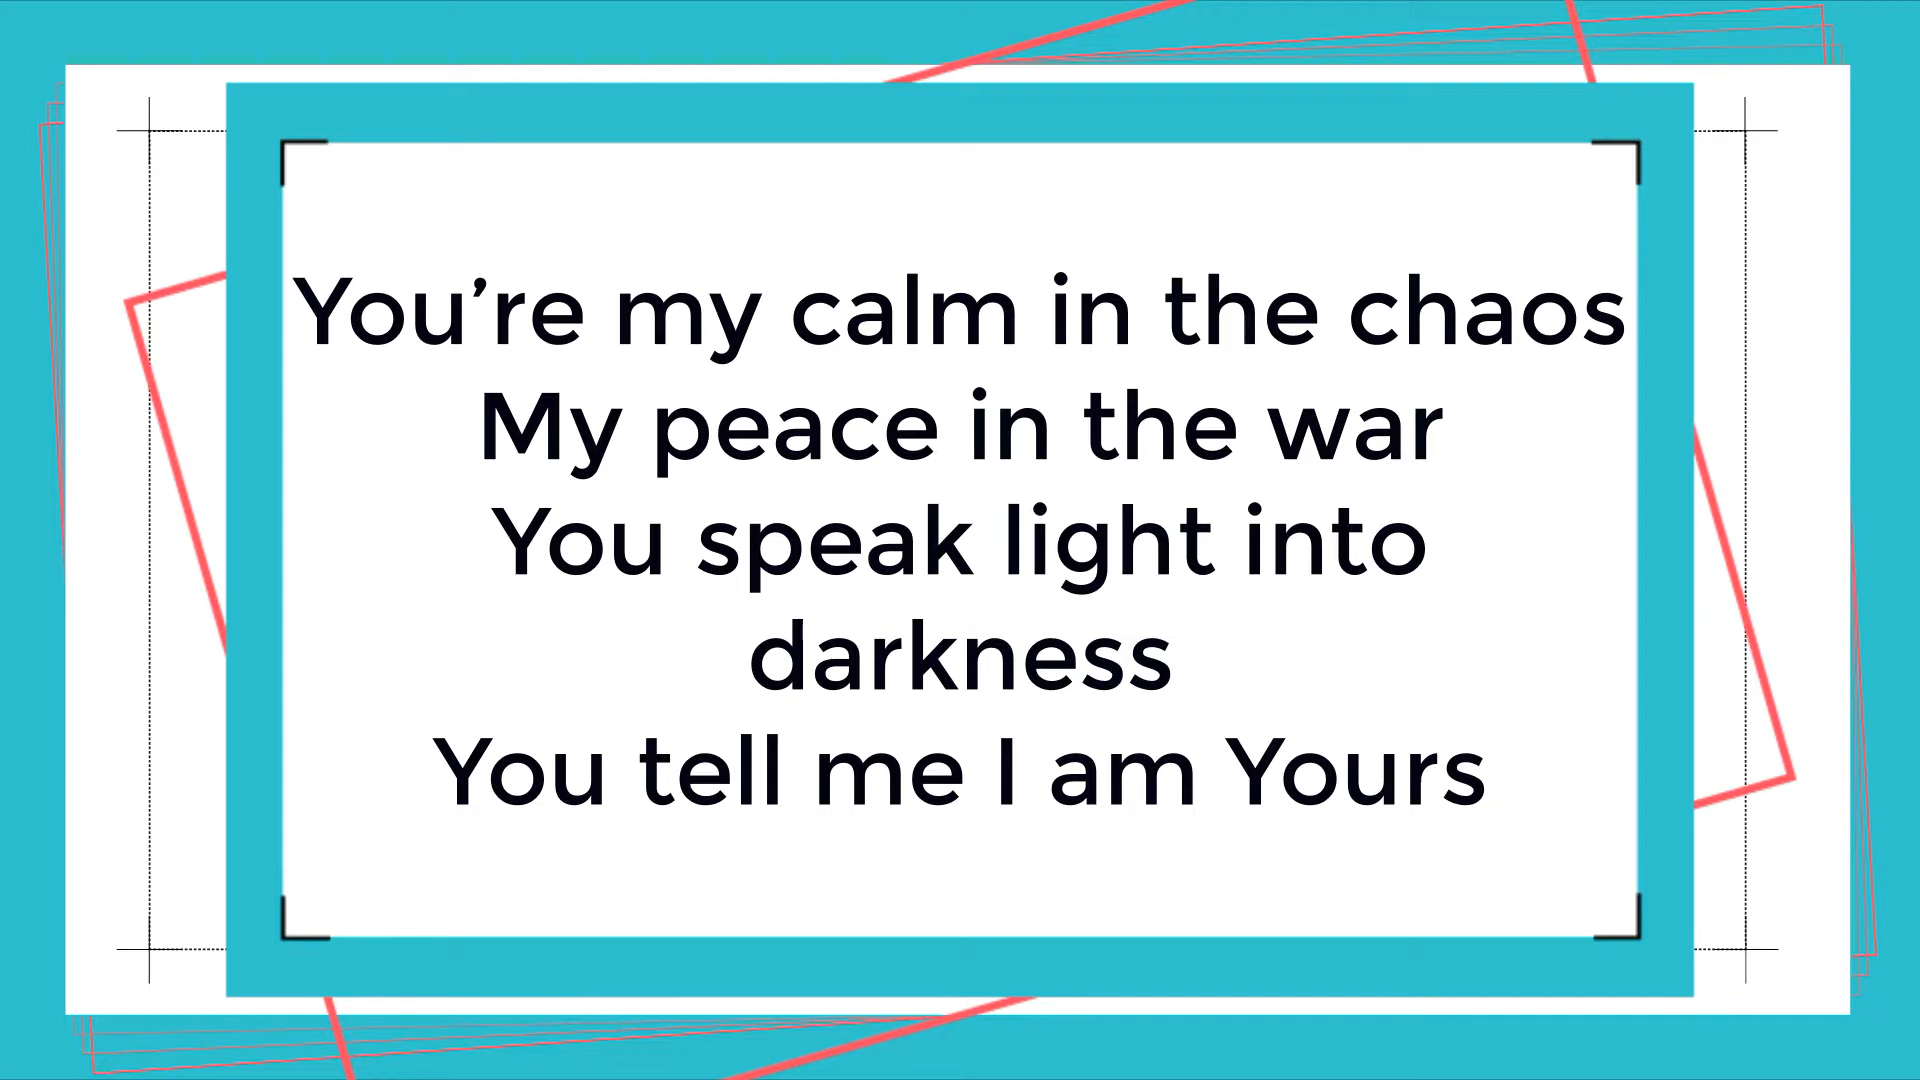 You’re my calm in the chaos
My peace in the war
You speak light into
darkness
You tell me I am Yours